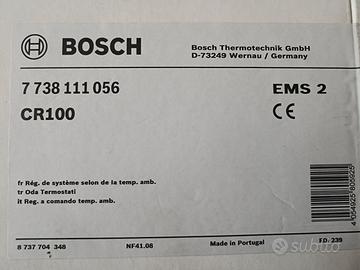 BOSCH
Bosch Thermotechnik GmbH
D-73249 Wernau / Germany
7 738 111 056
EMS 2
CR100
CE
fr Rég. de système selon de la temp. amb.
tr Oda Termostati
it Reg. a comando temp. amb.
4054925605925
8 737 704 348
NF41.08
Made in Portugal
FD: 239
subito